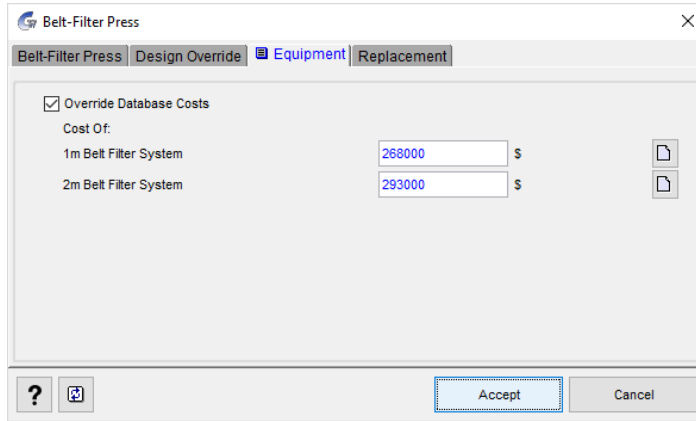 Belt-Filter Press
Belt-Filter Press Design Override Equipment Replacement
Override Database Costs
Cost Of:
1m Belt Filter System 268000 $
2m Belt Filter System 293000 $
? Accept Cancel